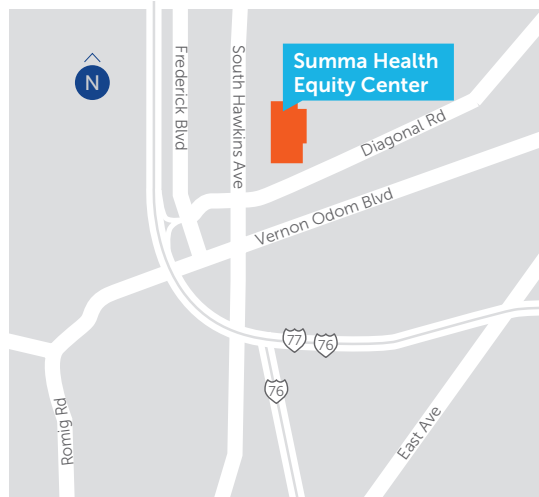 N
Frederick Blvd
South Hawkins Ave
Summa Health
Equity Center
Diagonal Rd
Vernon Odom Blvd
77
76
76
Romig Rd
East Ave